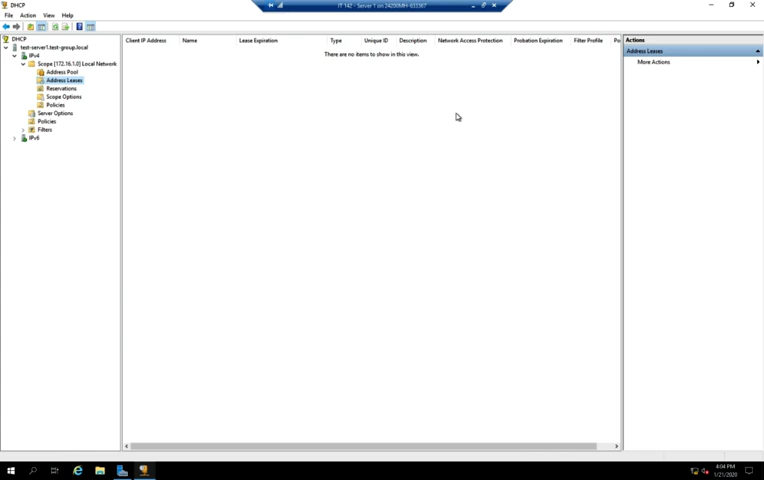 DHCP
IT 142 - Server 1 on 24200MH-033367
File Action View Help
DHCP
test-server1.test-group.local
IPv4
Scope [172.16.1.0] Local Network
Address Pool
Address Leases
Reservations
Scope Options
Policies
Server Options
Policies
Filters
IPv6
Client IP Address Name Lease Expiration Type Unique ID Description Network Access Protection Probation Expiration Filter Profile Po
There are no items to show in this view.
Actions
Address Leases
More Actions
4:04 PM
1/21/2020